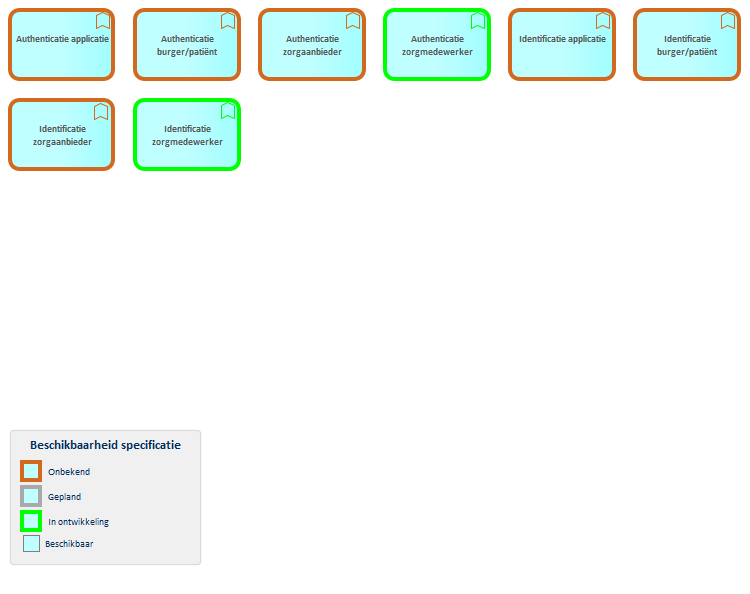 Authenticatie applicatie
Authenticatie
burger/patiënt
Authenticatie
zorgaanbieder
Authenticatie
zorgmedewerker
Identificatie applicatie
Identificatie
burger/patiënt
Identificatie
zorgaanbieder
Identificatie
zorgmedewerker
Beschikbaarheid specificatie
Onbekend
Gepland
In ontwikkeling
Beschikbaar